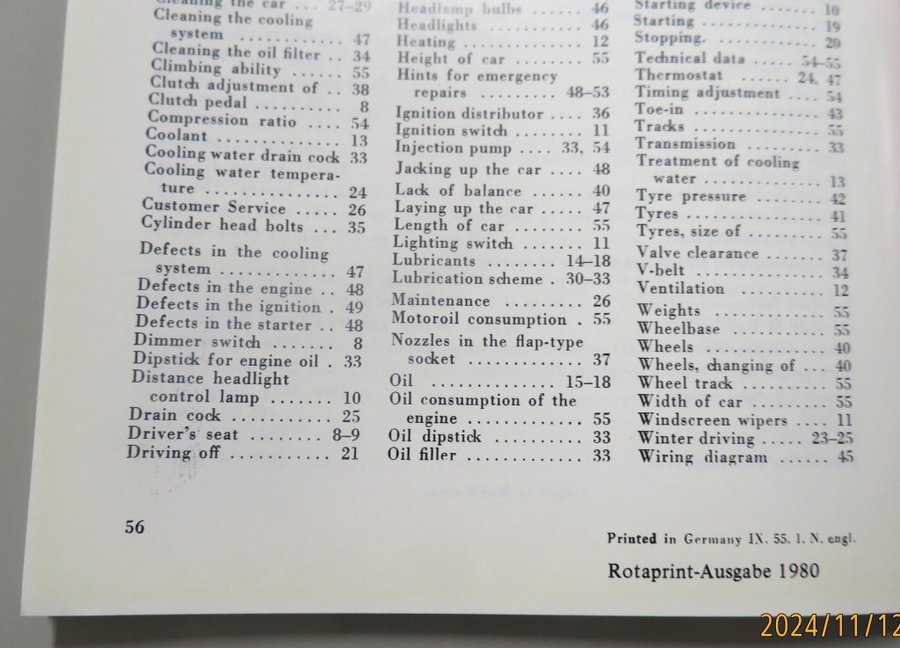 Cleaning the car ... 27–29
Cleaning the cooling
system ............ 47
Cleaning the oil filter .. 34
Climbing ability ...... 55
Clutch adjustment of .. 38
Clutch pedal .......... 8
Compression ratio .... 54
Coolant .............. 13
Cooling water drain cock 33
Cooling water tempera-
ture ............... 24
Customer Service ..... 26
Cylinder head bolts ... 35
Defects in the cooling
system ............. 47
Defects in the engine .. 48
Defects in the ignition . 49
Defects in the starter .. 48
Dimmer switch ....... 8
Dipstick for engine oil . 33
Distance headlight
control lamp ....... 10
Drain cock .......... 25
Driver's seat ........ 8–9
Driving off .......... 21
Headlamp bulbs ..... 46
Headlights .......... 46
Heating ............. 12
Height of car ........ 55
Hints for emergency
repairs .......... 48–53
Ignition distributor .... 36
Ignition switch ....... 11
Injection pump .... 33, 54
Jacking up the car .... 48
Lack of balance ...... 40
Laying up the car ..... 47
Length of car ........ 55
Lighting switch ....... 11
Lubricants ........ 14–18
Lubrication scheme . 30–33
Maintenance ......... 26
Motoroil consumption . 55
Nozzles in the flap-type
socket ............. 37
Oil .............. 15–18
Oil consumption of the
engine ............. 55
Oil dipstick .......... 33
Oil filler ............. 33
Starting device ....... 10
Starting ............. 19
Stopping. ............ 20
Technical data ..... 54–55
Thermostat ...... 24, 47
Timing adjustment .... 54
Toe-in .............. 43
Tracks .............. 55
Transmission ......... 33
Treatment of cooling
water ............. 13
Tyre pressure ........ 42
Tyres ............... 41
Tyres, size of ........ 55
Valve clearance ...... 37
V-belt .............. 34
Ventilation .......... 12
Weights ............. 55
Wheelbase .......... 55
Wheels ............. 40
Wheels, changing of ... 40
Wheel track ......... 55
Width of car ......... 55
Windscreen wipers .... 11
Winter driving ..... 23–25
Wiring diagram ...... 45
56
Printed in Germany IX. 55. 1. N. engl.
Rotaprint-Ausgabe 1980
2024/11/12